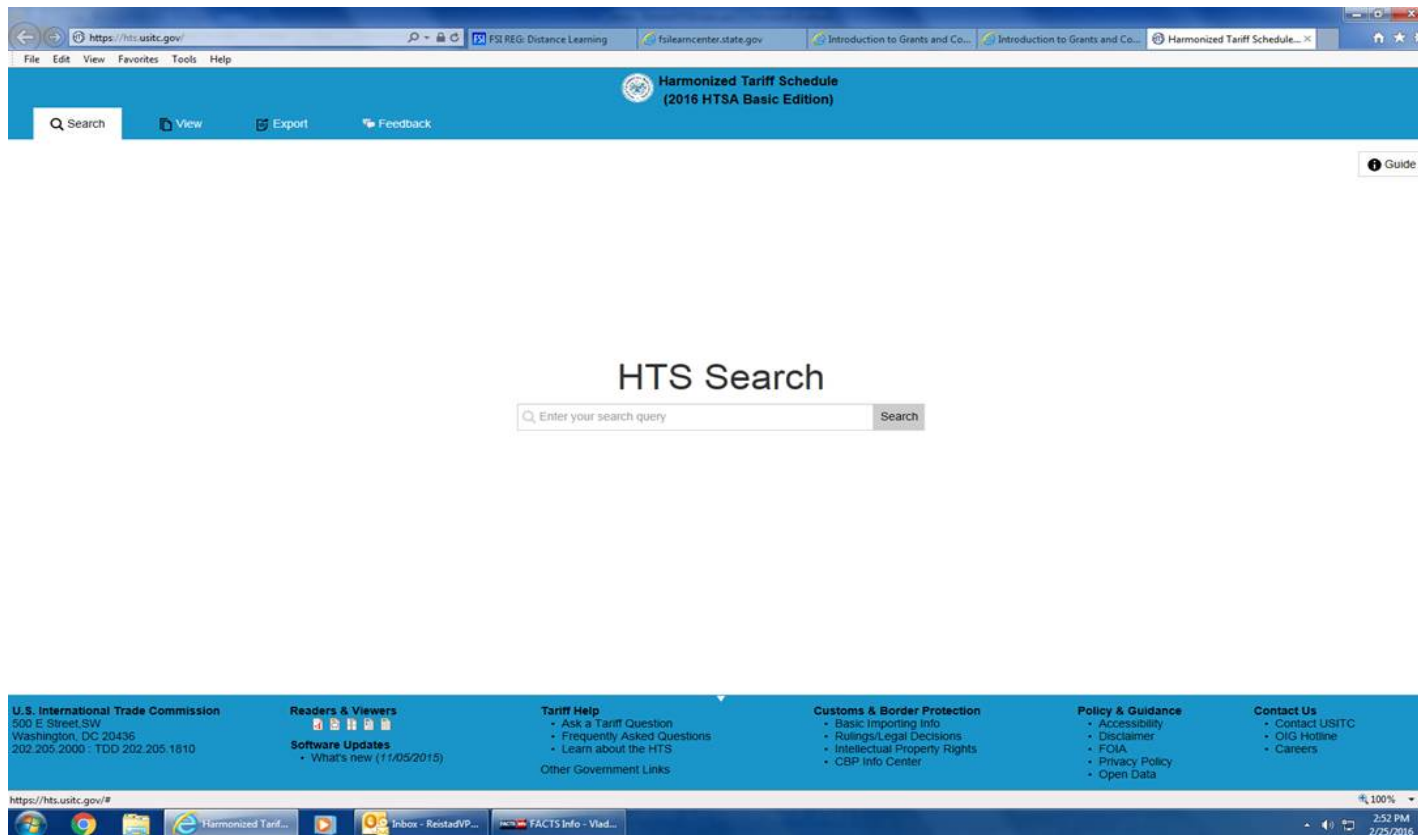 https://hts.usitc.gov/
FSI REG: Distance Learning
fsilearncenter.state.gov
Introduction to Grants and Co...
Introduction to Grants and Co...
Harmonized Tariff Schedule...
File Edit View Favorites Tools Help
Harmonized Tariff Schedule
(2016 HTSA Basic Edition)
Search View Export Feedback
Guide
HTS Search
Enter your search query Search
U.S. International Trade Commission
500 E Street,SW
Washington, DC 20436
202.205.2000 : TDD 202.205.1810
Readers & Viewers
Software Updates
• What's new (11/05/2015)
Tariff Help
• Ask a Tariff Question
• Frequently Asked Questions
• Learn about the HTS
Other Government Links
Customs & Border Protection
• Basic Importing Info
• Rulings/Legal Decisions
• Intellectual Property Rights
• CBP Info Center
Policy & Guidance
• Accessibility
• Disclaimer
• FOIA
• Privacy Policy
• Open Data
Contact Us
• Contact USITC
• OIG Hotline
• Careers
https://hts.usitc.gov/#
100%
Harmonized Tarif...
Inbox - ReistadVP...
FACTS Info - Vlad...
2:52 PM
2/25/2016